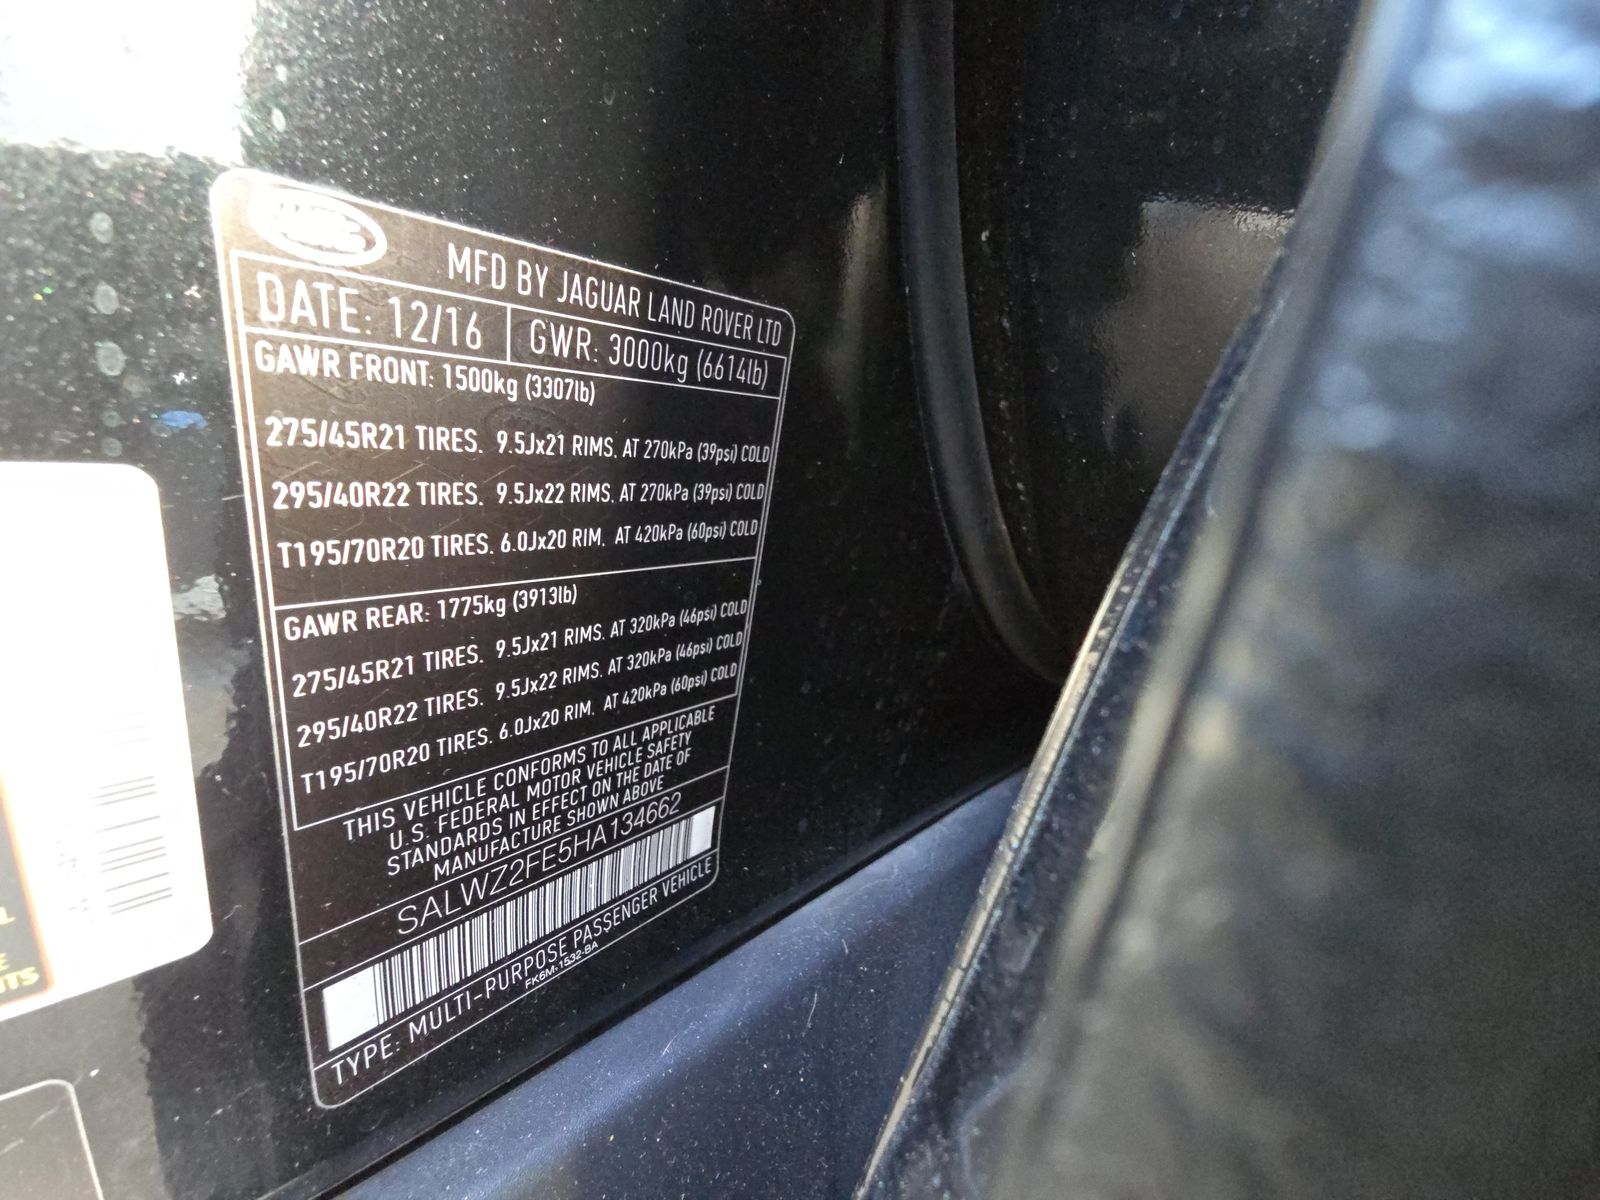 MFD BY JAGUAR LAND ROVER LTD
DATE: 12/16 GWR: 3000kg (6614lb)
GAWR FRONT: 1500kg (3307lb)
275/45R21 TIRES. 9.5Jx21 RIMS. AT 270kPa (39psi) COLD
295/40R22 TIRES. 9.5Jx22 RIMS. AT 270kPa (39psi) COLD
T195/70R20 TIRES. 6.0Jx20 RIM. AT 420kPa (60psi) COLD
GAWR REAR: 1775kg (3913lb)
275/45R21 TIRES. 9.5Jx21 RIMS. AT 320kPa (46psi) COLD
295/40R22 TIRES. 9.5Jx22 RIMS. AT 320kPa (46psi) COLD
T195/70R20 TIRES. 6.0Jx20 RIM. AT 420kPa (60psi) COLD
THIS VEHICLE CONFORMS TO ALL APPLICABLE
U.S. FEDERAL MOTOR VEHICLE SAFETY
STANDARDS IN EFFECT ON THE DATE OF
MANUFACTURE SHOWN ABOVE
SALWZ2FE5HA134662
TYPE: MULTI-PURPOSE PASSENGER VEHICLE
FK6M-1532-BA